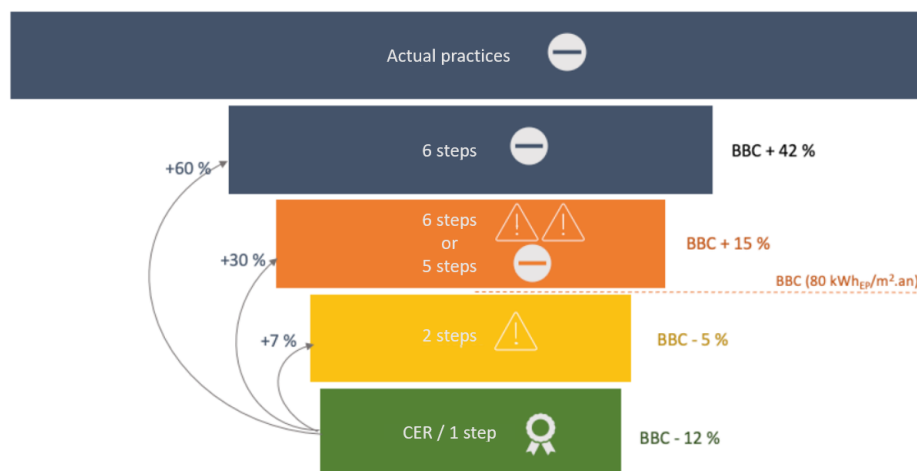 Actual practices
6 steps
BBC + 42 %
+60 %
6 steps
or
5 steps
BBC + 15 %
+30 %
BBC (80 kWhEP/m².an)
2 steps
+7 %
BBC - 5 %
CER / 1 step
BBC - 12 %